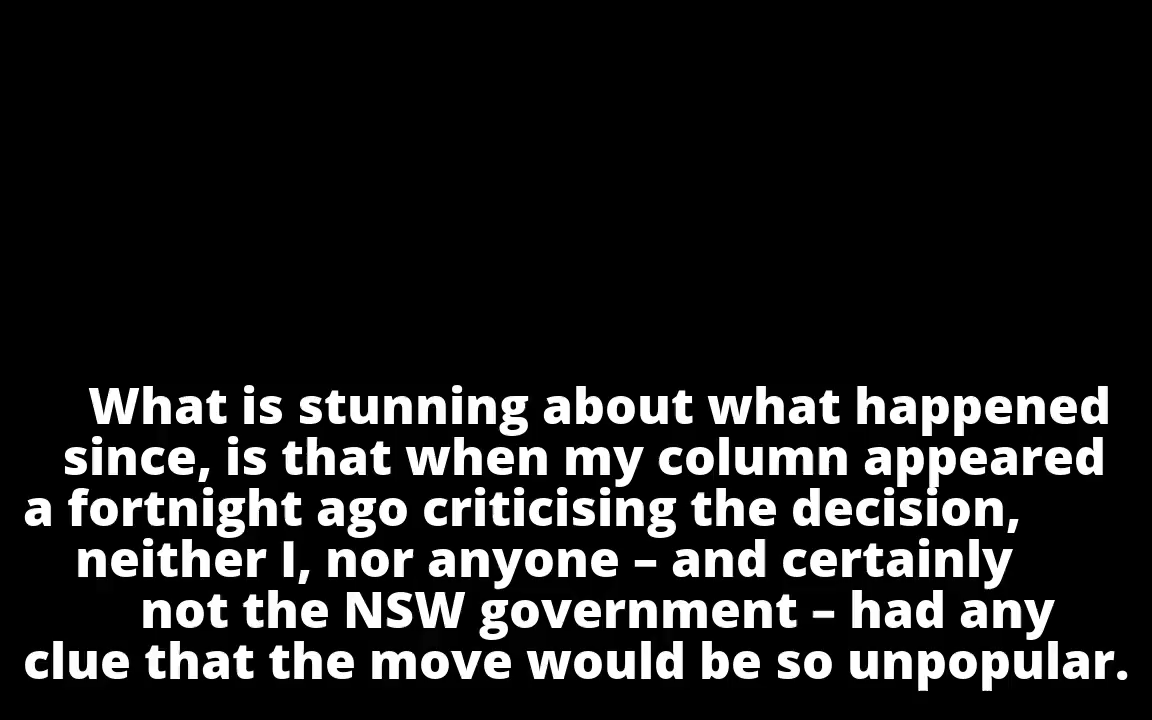 What is stunning about what happened
since, is that when my column appeared
a fortnight ago criticising the decision,
neither I, nor anyone – and certainly
not the NSW government – had any
clue that the move would be so unpopular.